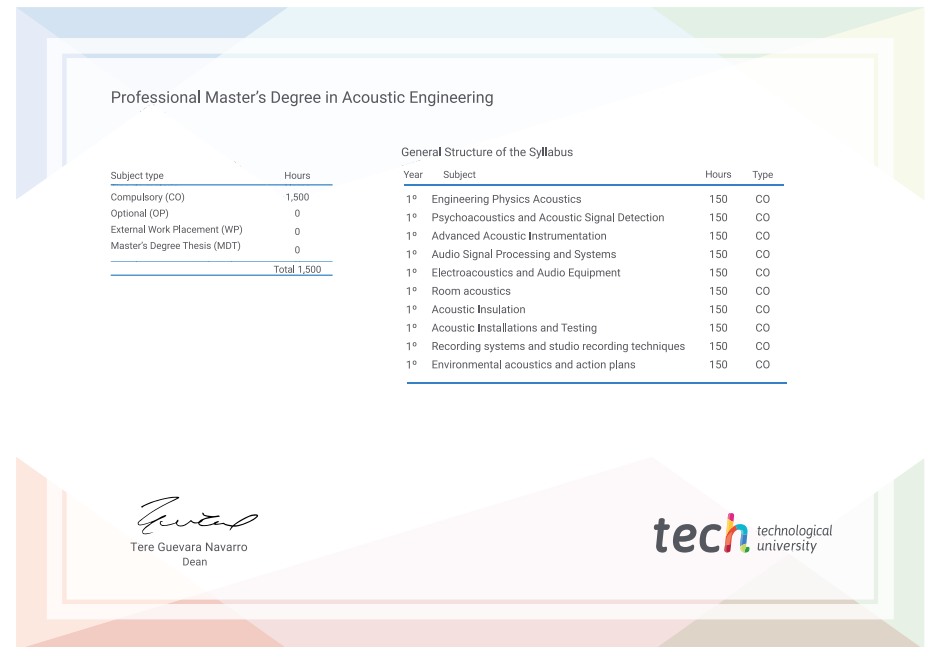 Professional Master's Degree in Acoustic Engineering
Subject type Hours
Compulsory (CO) 1,500
Optional (OP) 0
External Work Placement (WP) 0
Master's Degree Thesis (MDT) 0
Total 1,500
General Structure of the Syllabus
Year Subject Hours Type
1º Engineering Physics Acoustics 150 CO
1º Psychoacoustics and Acoustic Signal Detection 150 CO
1º Advanced Acoustic Instrumentation 150 CO
1º Audio Signal Processing and Systems 150 CO
1º Electroacoustics and Audio Equipment 150 CO
1º Room acoustics 150 CO
1º Acoustic Insulation 150 CO
1º Acoustic Installations and Testing 150 CO
1º Recording systems and studio recording techniques 150 CO
1º Environmental acoustics and action plans 150 CO
Tere Guevara Navarro
Dean
tech technological
university